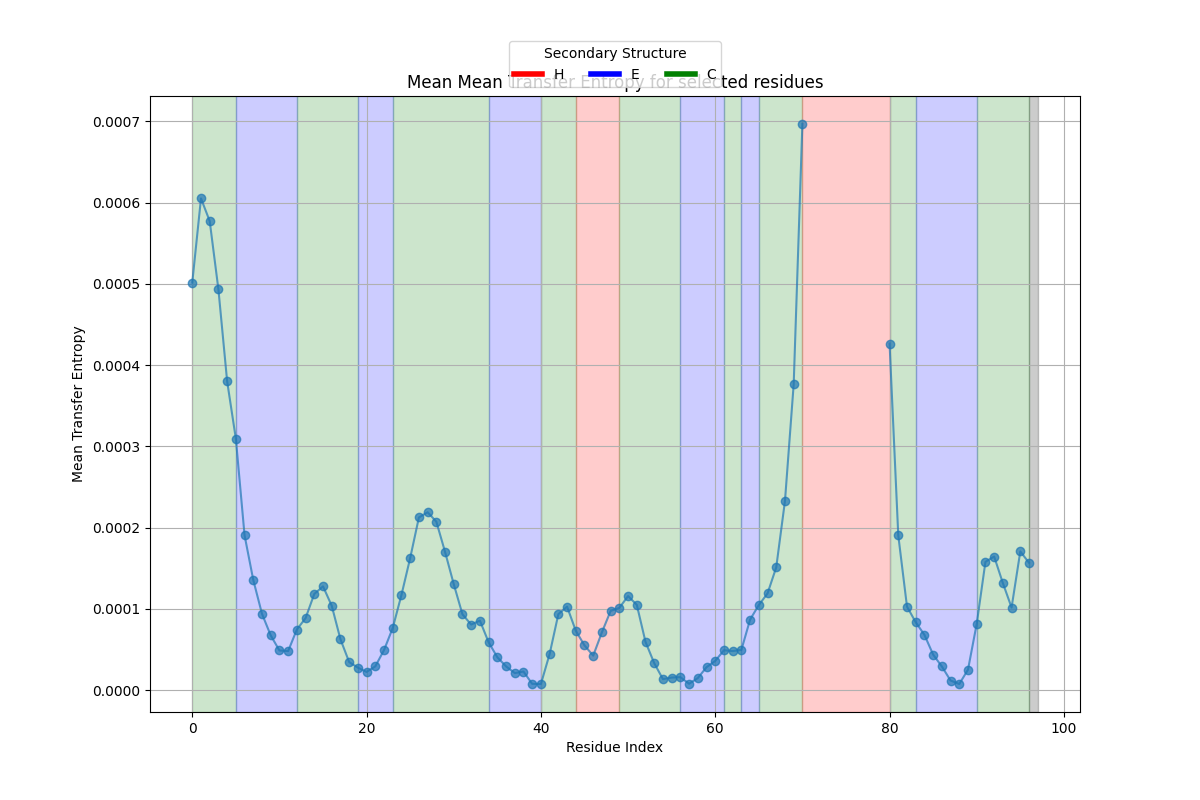 Secondary Structure
H E C
Mean Mean Transfer Entropy for selected residues
0.0007
0.0006
0.0005
0.0004
0.0003
0.0002
0.0001
0.0000
Mean Transfer Entropy
0 20 40 60 80 100
Residue Index